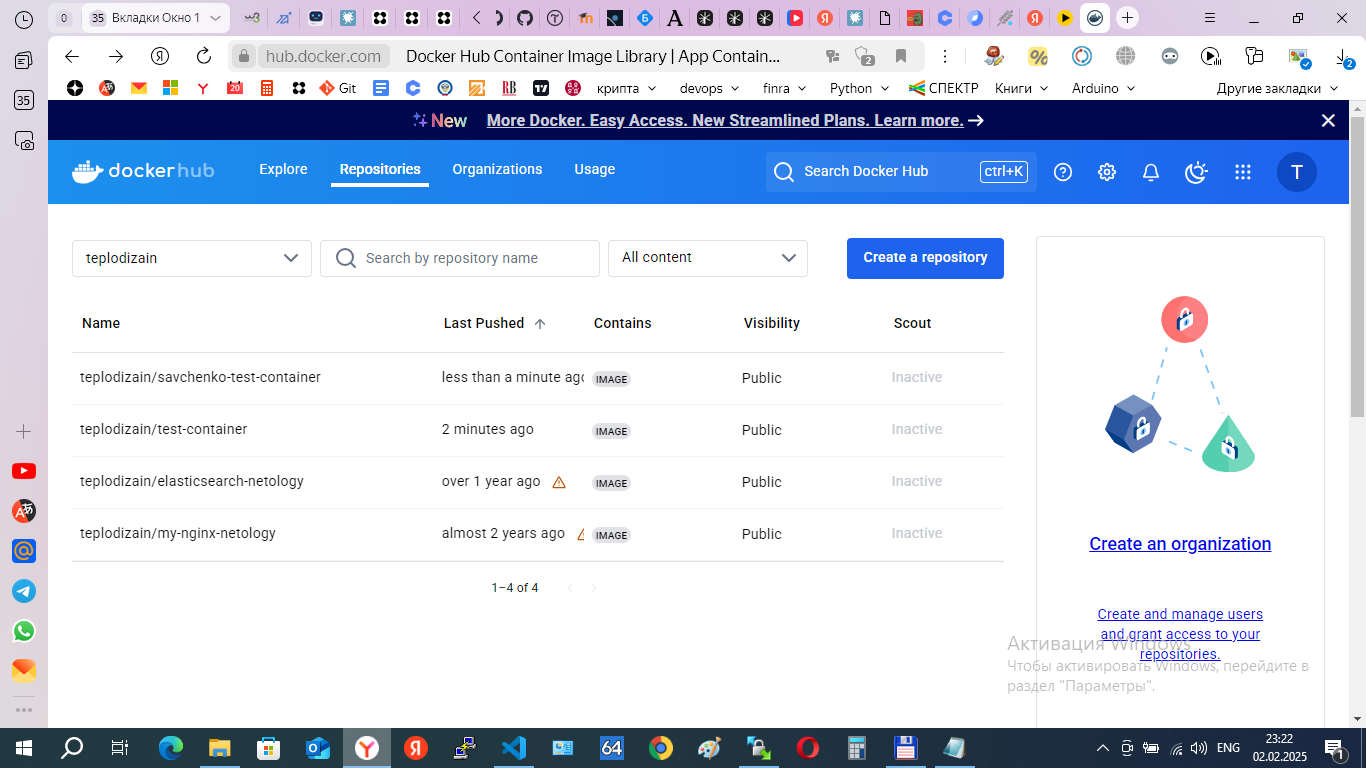 0
35 Вкладки Окно 1
hub.docker.com Docker Hub Container Image Library | App Contain...
2
2
35
Git
20
RB
крипта
devops
finra
Python
СПЕКТР
Книги
Arduino
Другие закладки
New More Docker. Easy Access. New Streamlined Plans. Learn more.
dockerhub
Explore
Repositories
Organizations
Usage
Search Docker Hub
ctrl+K
T
teplodizain
Search by repository name
All content
Create a repository
Name
Last Pushed
Contains
Visibility
Scout
teplodizain/savchenko-test-container less than a minute ago IMAGE Public Inactive
teplodizain/test-container 2 minutes ago IMAGE Public Inactive
teplodizain/elasticsearch-netology over 1 year ago IMAGE Public Inactive
teplodizain/my-nginx-netology almost 2 years ago IMAGE Public Inactive
1–4 of 4
Create an organization
Create and manage users
and grant access to your
repositories.
Активация Windows
Чтобы активировать Windows, перейдите в
раздел "Параметры".
64
ENG
23:22
02.02.2025
1